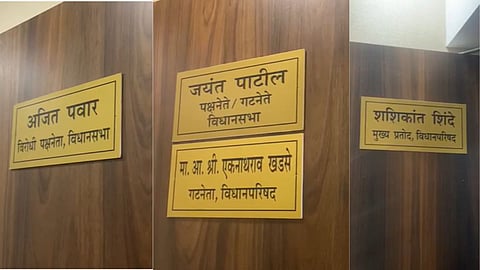 अजित पवार
विरोधी पक्षनेता, विधानसभा
जयंत पाटील
पक्षनेते / गटनेते
विधानसभा
मा. आ. श्री. एकनाथराव खडसे
गटनेता, विधानपरिषद
शशिकांत शिंदे
मुख्य प्रतोद, विधानपरिषद